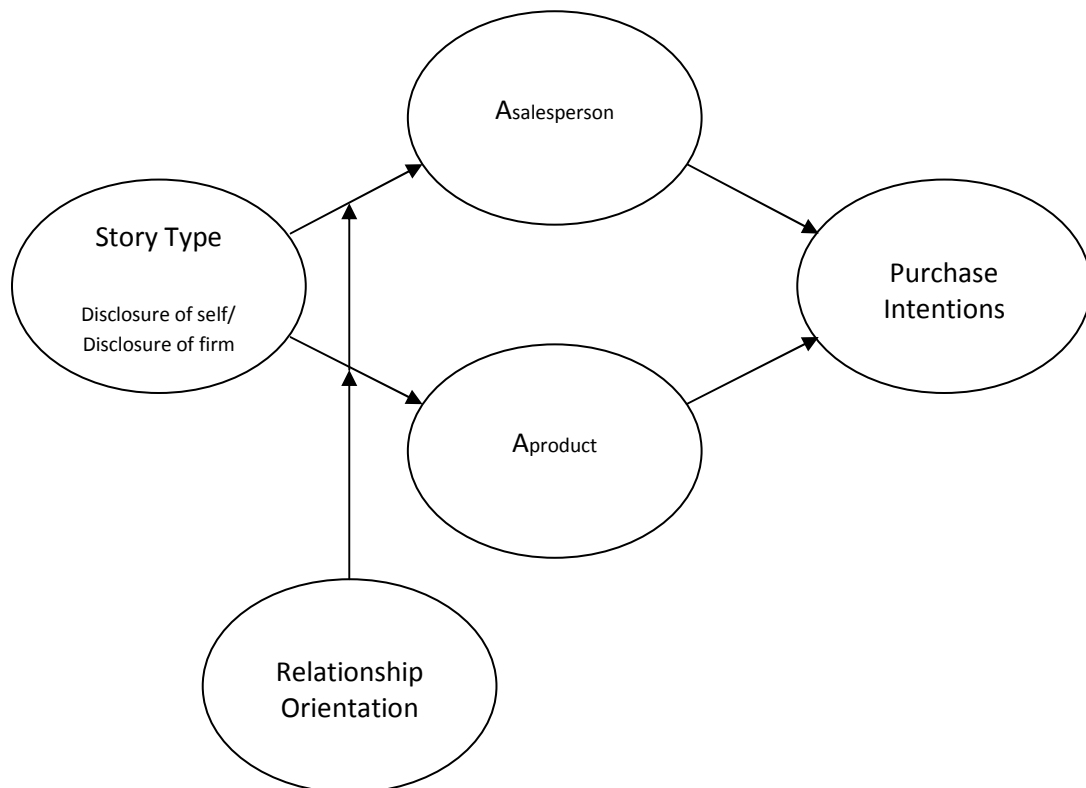 Asalesperson
Story Type
Disclosure of self/
Disclosure of firm
Purchase
Intentions
Aproduct
Relationship
Orientation